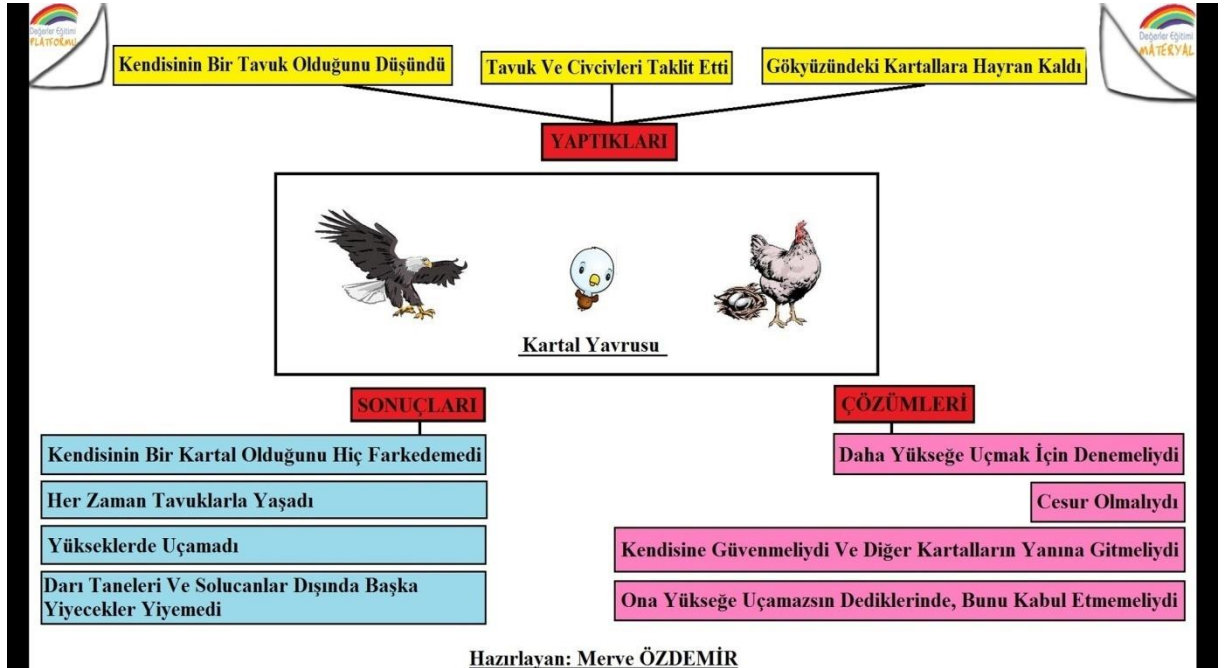 Değerler Eğitimi
PLATFORMU
Değerler Eğitimi
MATERYAL
Kendisinin Bir Tavuk Olduğunu Düşündü
Tavuk Ve Civcivleri Taklit Etti
Gökyüzündeki Kartallara Hayran Kaldı
YAPTIKLARI
Kartal Yavrusu
SONUÇLARI
Kendisinin Bir Kartal Olduğunu Hiç Farkedemedi
Her Zaman Tavuklarla Yaşadı
Yükseklerde Uçamadı
Darı Taneleri Ve Solucanlar Dışında Başka
Yiyecekler Yiyemedi
ÇÖZÜMLERİ
Daha Yükseğe Uçmak İçin Denemeliydi
Cesur Olmalıydı
Kendisine Güvenmeliydi Ve Diğer Kartalların Yanına Gitmeliydi
Ona Yükseğe Uçamazsın Dediklerinde, Bunu Kabul Etmemeliydi
Hazırlayan: Merve ÖZDEMİR